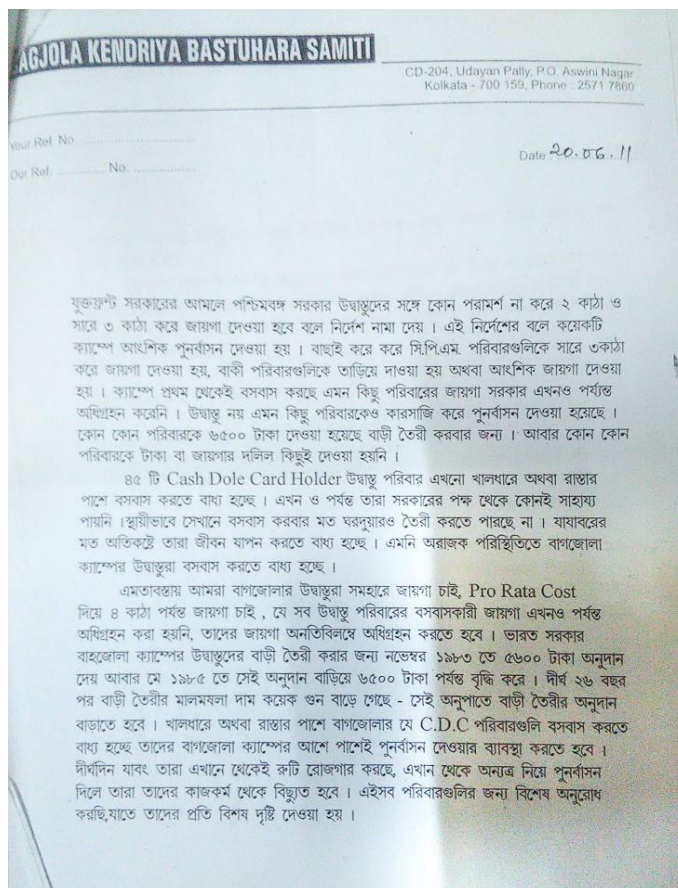 AGJOLA KENDRIYA BASTUHARA SAMITI
CD-204, Udayan Pally, P.O. Aswini Nagar
Kolkata - 700 159, Phone : 2571 7860
Your Ref. No. ................................
Date 20.06.11
Our Ref. ............... No. ..................
যুক্তফ্রন্ট সরকারের আমলে পশ্চিমবঙ্গ সরকার উদ্বাস্তুদের সঙ্গে কোন পরামর্শ না করে ২ কাঠা ও
সারে ৩ কাঠা করে জায়গা দেওয়া হবে বলে নির্দেশ নামা দেয় । এই নির্দেশের বলে কয়েকটি
ক্যাম্পে আংশিক পুনর্বাসন দেওয়া হয় । বাছাই করে করে সি.পি.এম. পরিবারগুলিকে সারে ৩কাঠা
করে জায়গা দেওয়া হয়, বাকী পরিবারগুলিকে তাড়িয়ে দাওয়া হয় অথবা আংশিক জায়গা দেওয়া
হয় । ক্যাম্পে প্রথম থেকেই বসবাস করছে এমন কিছু পরিবারের জায়গা সরকার এখনও পর্য্যন্ত
অধিগ্রহন করেনি । উদ্বাস্তু নয় এমন কিছু পরিবারকেও কারসাজি করে পুনর্বাসন দেওয়া হয়েছে ।
কোন কোন পরিবারকে ৬৫০০ টাকা দেওয়া হয়েছে বাড়ী তৈরী করবার জন্য । আবার কোন কোন
পরিবারকে টাকা বা জায়গার দলিল কিছুই দেওয়া হয়নি ।
৪৫ টি Cash Dole Card Holder উদ্বাস্তু পরিবার এখনো খালধারে অথবা রাস্তার
পাশে বসবাস করতে বাধ্য হচ্ছে । এখন ও পর্যন্ত তারা সরকারের পক্ষ থেকে কোনই সাহায্য
পায়নি ।স্থায়ীভাবে সেখানে বসবাস করবার মত ঘরদুয়ারও তৈরী করতে পারছে না । যাযাবরের
মত অতিকষ্টে তারা জীবন যাপন করতে বাধ্য হচ্ছে । এমনি অরাজক পরিস্থিতিতে বাগজোলা
ক্যাম্পের উদ্বাস্তুরা বসবাস করতে বাধ্য হচ্ছে ।
এমতাবস্তায় আমরা বাগজোলার উদ্বাস্তুরা সমহারে জায়গা চাই, Pro Rata Cost
দিয়ে ৪ কাঠা পর্যন্ত জায়গা চাই , যে সব উদ্বাস্তু পরিবারের বসবাসকারী জায়গা এখনও পর্যন্ত
অধিগ্রহন করা হয়নি, তাদের জায়গা অনতিবিলম্বে অধিগ্রহন করতে হবে । ভারত সরকার
বাহজোলা ক্যাম্পের উদ্বাস্তুদের বাড়ী তৈরী করার জন্য নভেম্বর ১৯৮৩ তে ৫৬০০ টাকা অনুদান
দেয় আবার মে ১৯৮৫ তে সেই অনুদান বাড়িয়ে ৬৫০০ টাকা পর্যন্ত বৃদ্ধি করে । দীর্ঘ ২৬ বছর
পর বাড়ী তৈরীর মালমষলা দাম কয়েক গুন বাড়ে গেছে - সেই অনুপাতে বাড়ী তৈরীর অনুদান
বাড়াতে হবে । খালধারে অথবা রাস্তার পাশে বাগজোলার যে C.D.C পরিবারগুলি বসবাস করতে
বাধ্য হচ্ছে তাদের বাগজোলা ক্যাম্পের আশে পাশেই পুনর্বাসন দেওয়ার ব্যাবস্থা করতে হবে ।
দীর্ঘদিন যাবং তারা এখানে থেকেই রুটি রোজগার করছে, এখান থেকে অন্যত্র নিয়ে পুনর্বাসন
দিলে তারা তাদের কাজকর্ম থেকে বিছ্যুত হবে । এইসব পরিবারগুলির জন্য বিশেষ অনুরোধ
করছি,যাতে তাদের প্রতি বিশষ দৃষ্টি দেওয়া হয় ।